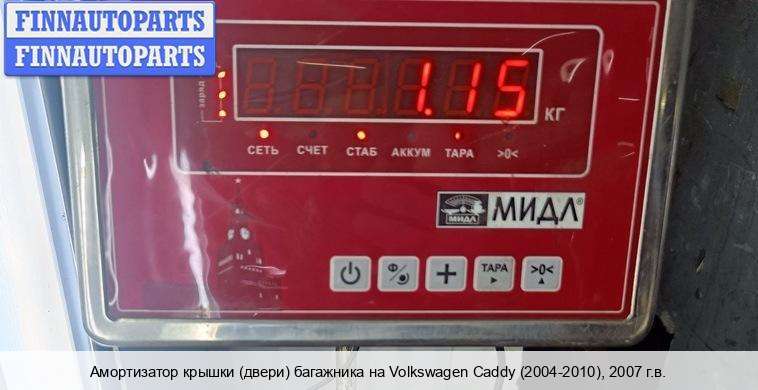 FINNAUTOPARTS
FINNAUTOPARTS
1.15
заряд
КГ
СЕТЬ СЧЕТ СТАБ АККУМ ТАРА >0<
МИДЛ МИДЛ®
Ф/ + ТАРА >0<
Амортизатор крышки (двери) багажника на Volkswagen Caddy (2004-2010), 2007 г.в.